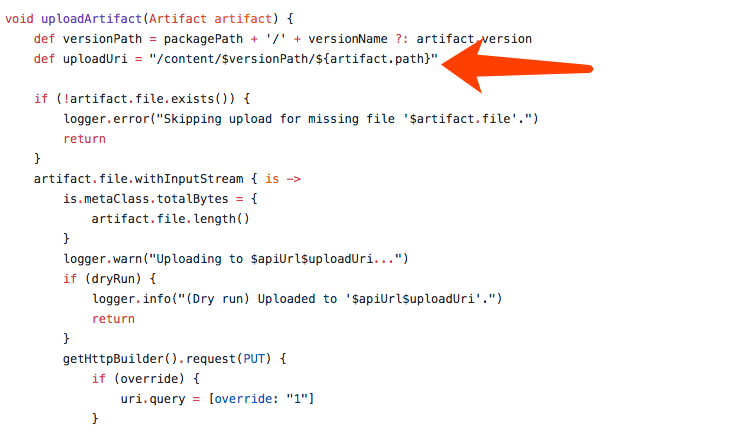 void uploadArtifact(Artifact artifact) {
    def versionPath = packagePath + '/' + versionName ?: artifact.version
    def uploadUri = "/content/$versionPath/${artifact.path}"

    if (!artifact.file.exists()) {
        logger.error("Skipping upload for missing file '$artifact.file'.")
        return
    }
    artifact.file.withInputStream { is ->
        is.metaClass.totalBytes = {
            artifact.file.length()
        }
        logger.warn("Uploading to $apiUrl$uploadUri...")
        if (dryRun) {
            logger.info("(Dry run) Uploaded to '$apiUrl$uploadUri'.")
            return
        }
        getHttpBuilder().request(PUT) {
            if (override) {
                uri.query = [override: "1"]
            }